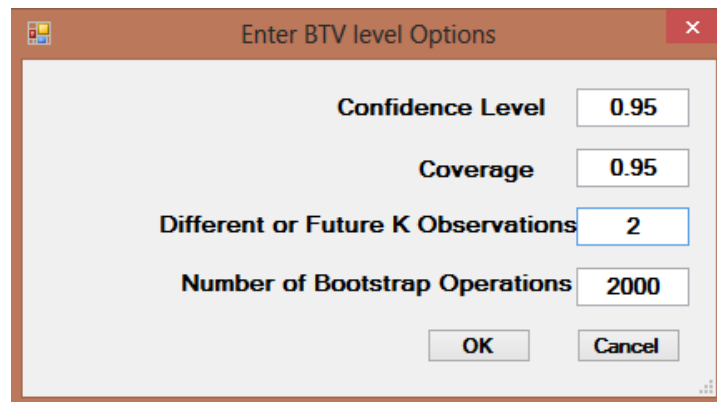 Enter BTV level Options
Confidence Level 0.95
Coverage 0.95
Different or Future K Observations 2
Number of Bootstrap Operations 2000
OK Cancel